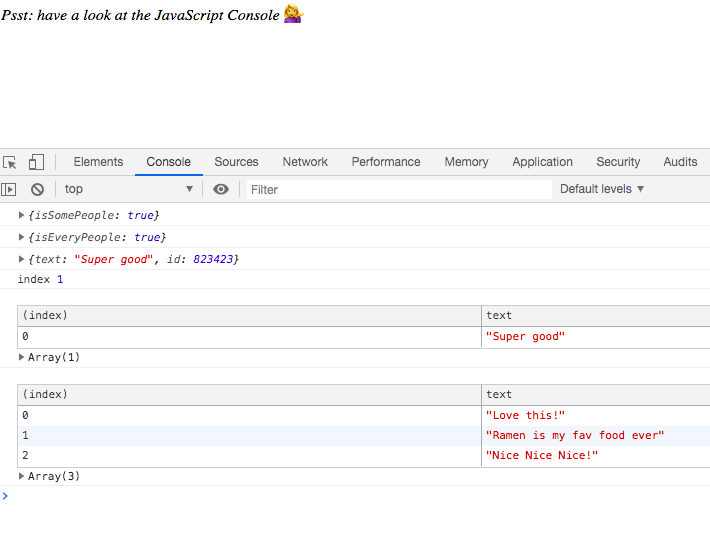 Psst: have a look at the JavaScript Console 💁
Elements Console Sources Network Performance Memory Application Security Audits
top ▼ Filter Default levels ▼
▶ {isSomePeople: true}
▶ {isEveryPeople: true}
▶ {text: "Super good", id: 823423}
index 1
(index) text
0 "Super good"
▶ Array(1)
(index) text
0 "Love this!"
1 "Ramen is my fav food ever"
2 "Nice Nice Nice!"
▶ Array(3)
>